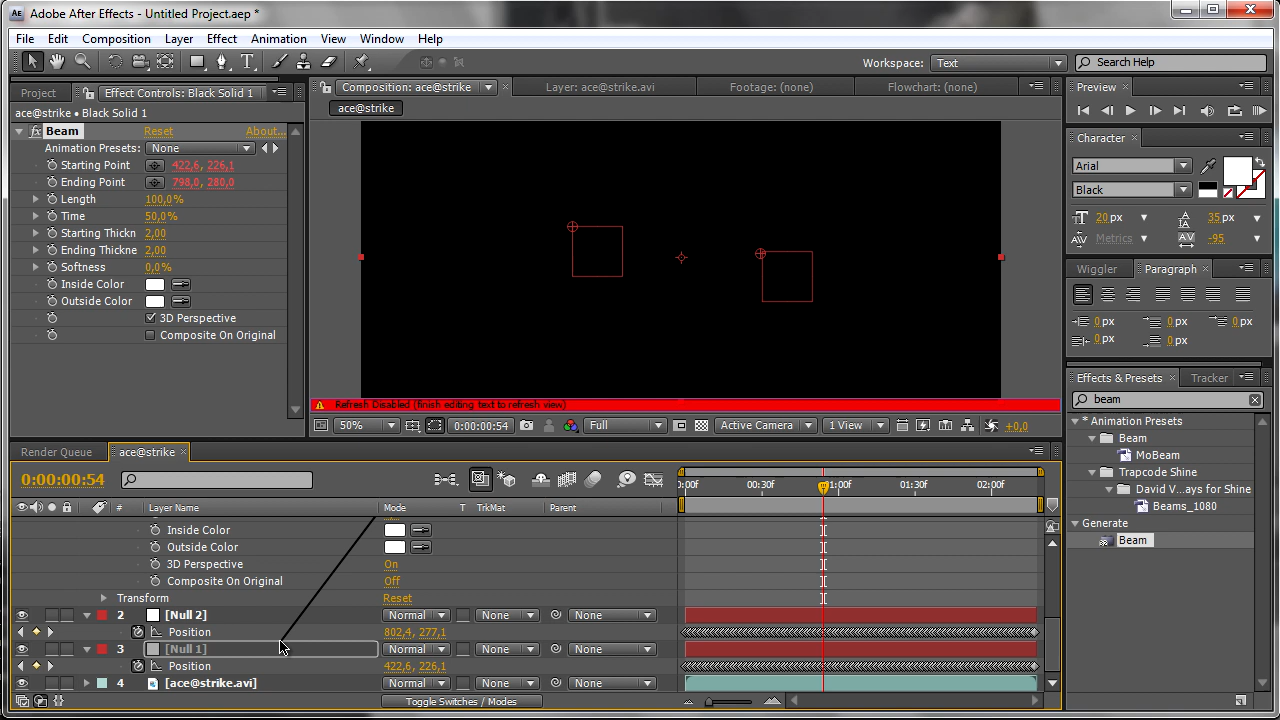 Adobe After Effects - Untitled Project.aep *
File Edit Composition Layer Effect Animation View Window Help
Workspace: Text Search Help
Project Effect Controls: Black Solid 1
ace@strike • Black Solid 1
fx Beam Reset About...
Animation Presets: None
Starting Point 422,6, 226,1
Ending Point 798,0, 280,0
Length 100,0%
Time 50,0%
Starting Thickn 2,00
Ending Thickne 2,00
Softness 0,0%
Inside Color
Outside Color
3D Perspective
Composite On Original
Composition: ace@strike Layer: ace@strike.avi Footage: (none) Flowchart: (none)
ace@strike
Refresh Disabled (finish editing text to refresh view)
50% 0:00:00:54 Full Active Camera 1 View +0,0
Preview
Character
Arial
Black
20 px 35 px
Metrics -95
Wiggler Paragraph
0 px 0 px 0 px
0 px 0 px
Effects & Presets Tracker
beam
* Animation Presets
Beam
MoBeam
Trapcode Shine
David V...ays for Shine
Beams_1080
Generate
Beam
Render Queue ace@strike
0:00:00:54
:00f 00:30f 1:00f 01:30f 02:00f
# Layer Name Mode T TrkMat Parent
Inside Color
Outside Color
3D Perspective On
Composite On Original Off
Transform Reset
2 [Null 2] Normal None None
Position 802,4, 277,1
3 [Null 1] Normal None None
Position 422,6, 226,1
4 [ace@strike.avi] Normal None None
Toggle Switches / Modes